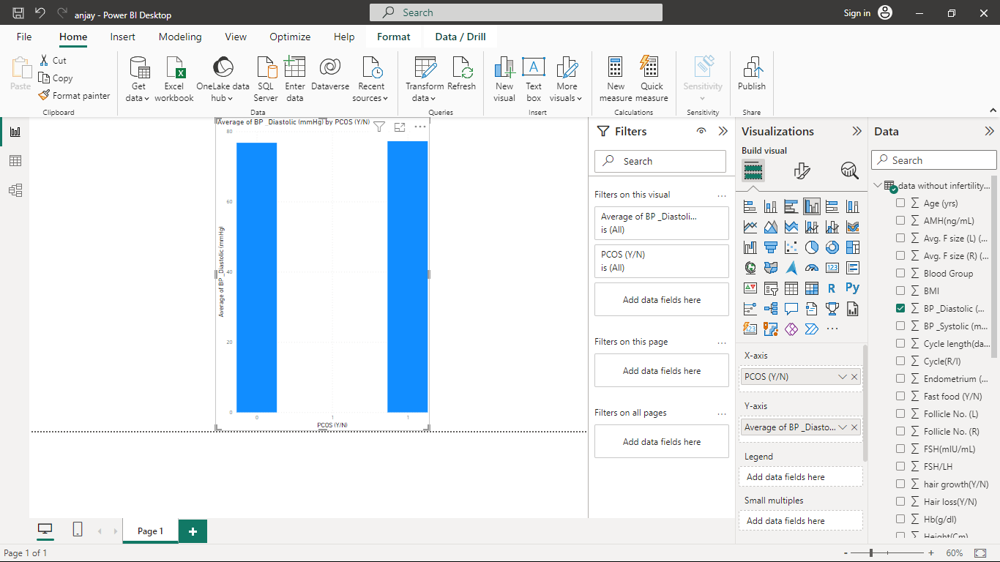 anjay - Power BI Desktop
Search
Sign in
File
Home
Insert
Modeling
View
Optimize
Help
Format
Data / Drill
Paste
Cut
Copy
Format painter
Clipboard
Get data
Excel workbook
OneLake data hub
SQL Server
Enter data
Dataverse
Recent sources
Data
Transform data
Refresh
Queries
New visual
Text box
More visuals
Insert
New measure
Quick measure
Calculations
Sensitivity
Sensitivity
Publish
Share
Average of BP _Diastolic (mmHg) by PCOS (Y/N)
Average of BP _Diastolic (mmHg)
80
60
40
20
0
0
1
1
PCOS (Y/N)
Filters
Search
Filters on this visual
...
Average of BP _Diastoli...
is (All)
PCOS (Y/N)
is (All)
Add data fields here
Filters on this page
...
Add data fields here
Filters on all pages
...
Add data fields here
Visualizations
Build visual
123
R
Py
123
...
X-axis
PCOS (Y/N)
Y-axis
Average of BP _Diasto...
Legend
Add data fields here
Small multiples
Add data fields here
Data
Search
data without infertility...
Age (yrs)
AMH(ng/mL)
Avg. F size (L) (...
Avg. F size (R) (...
Blood Group
BMI
BP _Diastolic (...
BP _Systolic (m...
Cycle length(da...
Cycle(R/I)
Endometrium (...
Fast food (Y/N)
Follicle No. (L)
Follicle No. (R)
FSH(mIU/mL)
FSH/LH
hair growth(Y/N)
Hair loss(Y/N)
Hb(g/dl)
Height(Cm)
Page 1
Page 1 of 1
-
+
60%